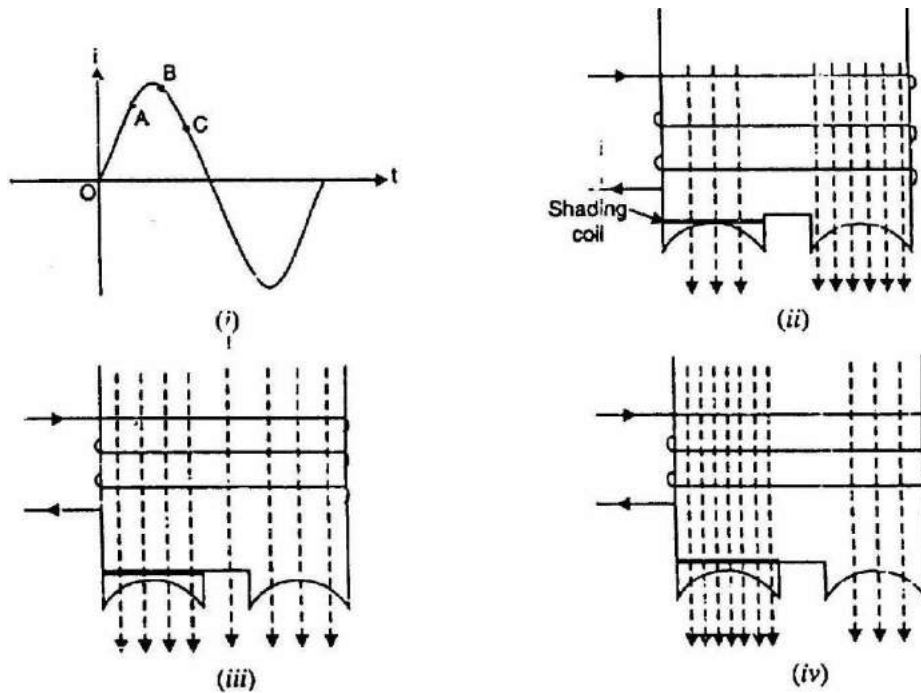 i
B
A
C
O
t
(i)
Shading
coil
(ii)
(iii)
(iv)